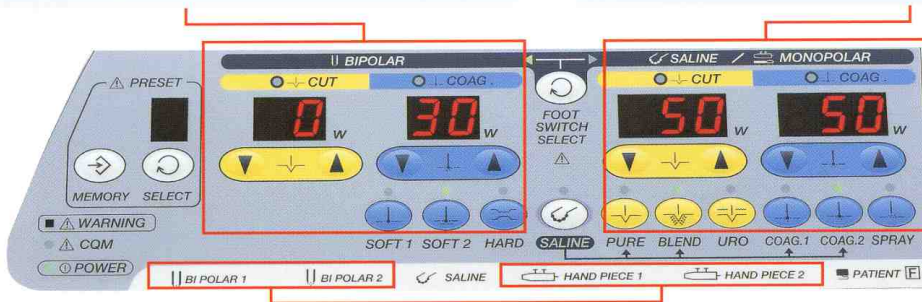 BIPOLAR
SALINE / MONOPOLAR
PRESET
CUT
COAG.
CUT
COAG.
0 W
30 W
FOOT
SWITCH
SELECT
50 W
50 W
MEMORY SELECT
WARNING
CQM
POWER
SOFT 1 SOFT 2 HARD
SALINE
PURE BLEND URO COAG.1 COAG.2 SPRAY
BI POLAR 1 BI POLAR 2 SALINE HAND PIECE 1 HAND PIECE 2 PATIENT F